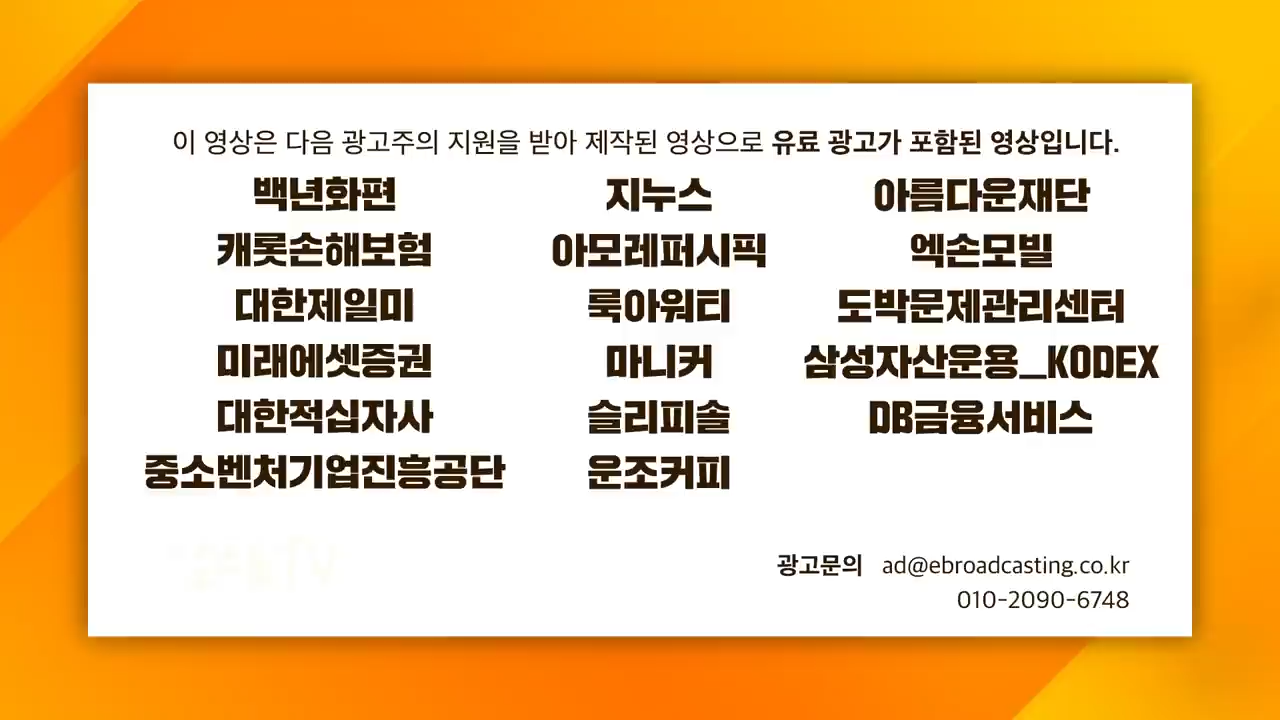 이 영상은 다음 광고주의 지원을 받아 제작된 영상으로 유료 광고가 포함된 영상입니다.
백년화편 지누스 아름다운재단
캐롯손해보험 아모레퍼시픽 엑손모빌
대한제일미 룩아워티 도박문제관리센터
미래에셋증권 마니커 삼성자산운용_KODEX
대한적십자사 슬리피솔 DB금융서비스
중소벤처기업진흥공단 운조커피
광고문의 ad@ebroadcasting.co.kr
010-2090-6748